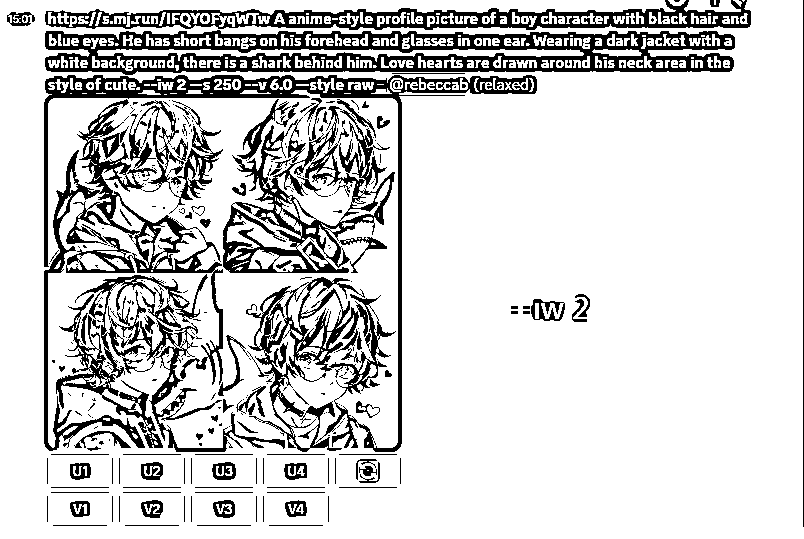 15:01 https://s.mj.run/IFQYOFyqWTw A anime-style profile picture of a boy character with black hair and
blue eyes. He has short bangs on his forehead and glasses in one ear. Wearing a dark jacket with a
white background, there is a shark behind him. Love hearts are drawn around his neck area in the
style of cute. --iw 2 --s 250 --v 6.0 --style raw - @rebeccab (relaxed)
--iw 2
U1 U2 U3 U4
V1 V2 V3 V4